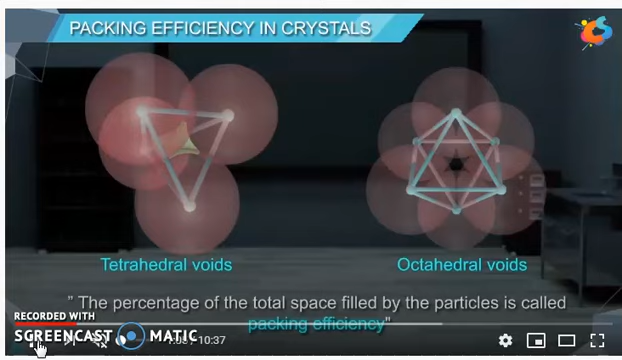 PACKING EFFICIENCY IN CRYSTALS
Tetrahedral voids
Octahedral voids
" The percentage of the total space filled by the particles is called
packing efficiency"
RECORDED WITH
SCREENCAST MATIC
/ 10:37